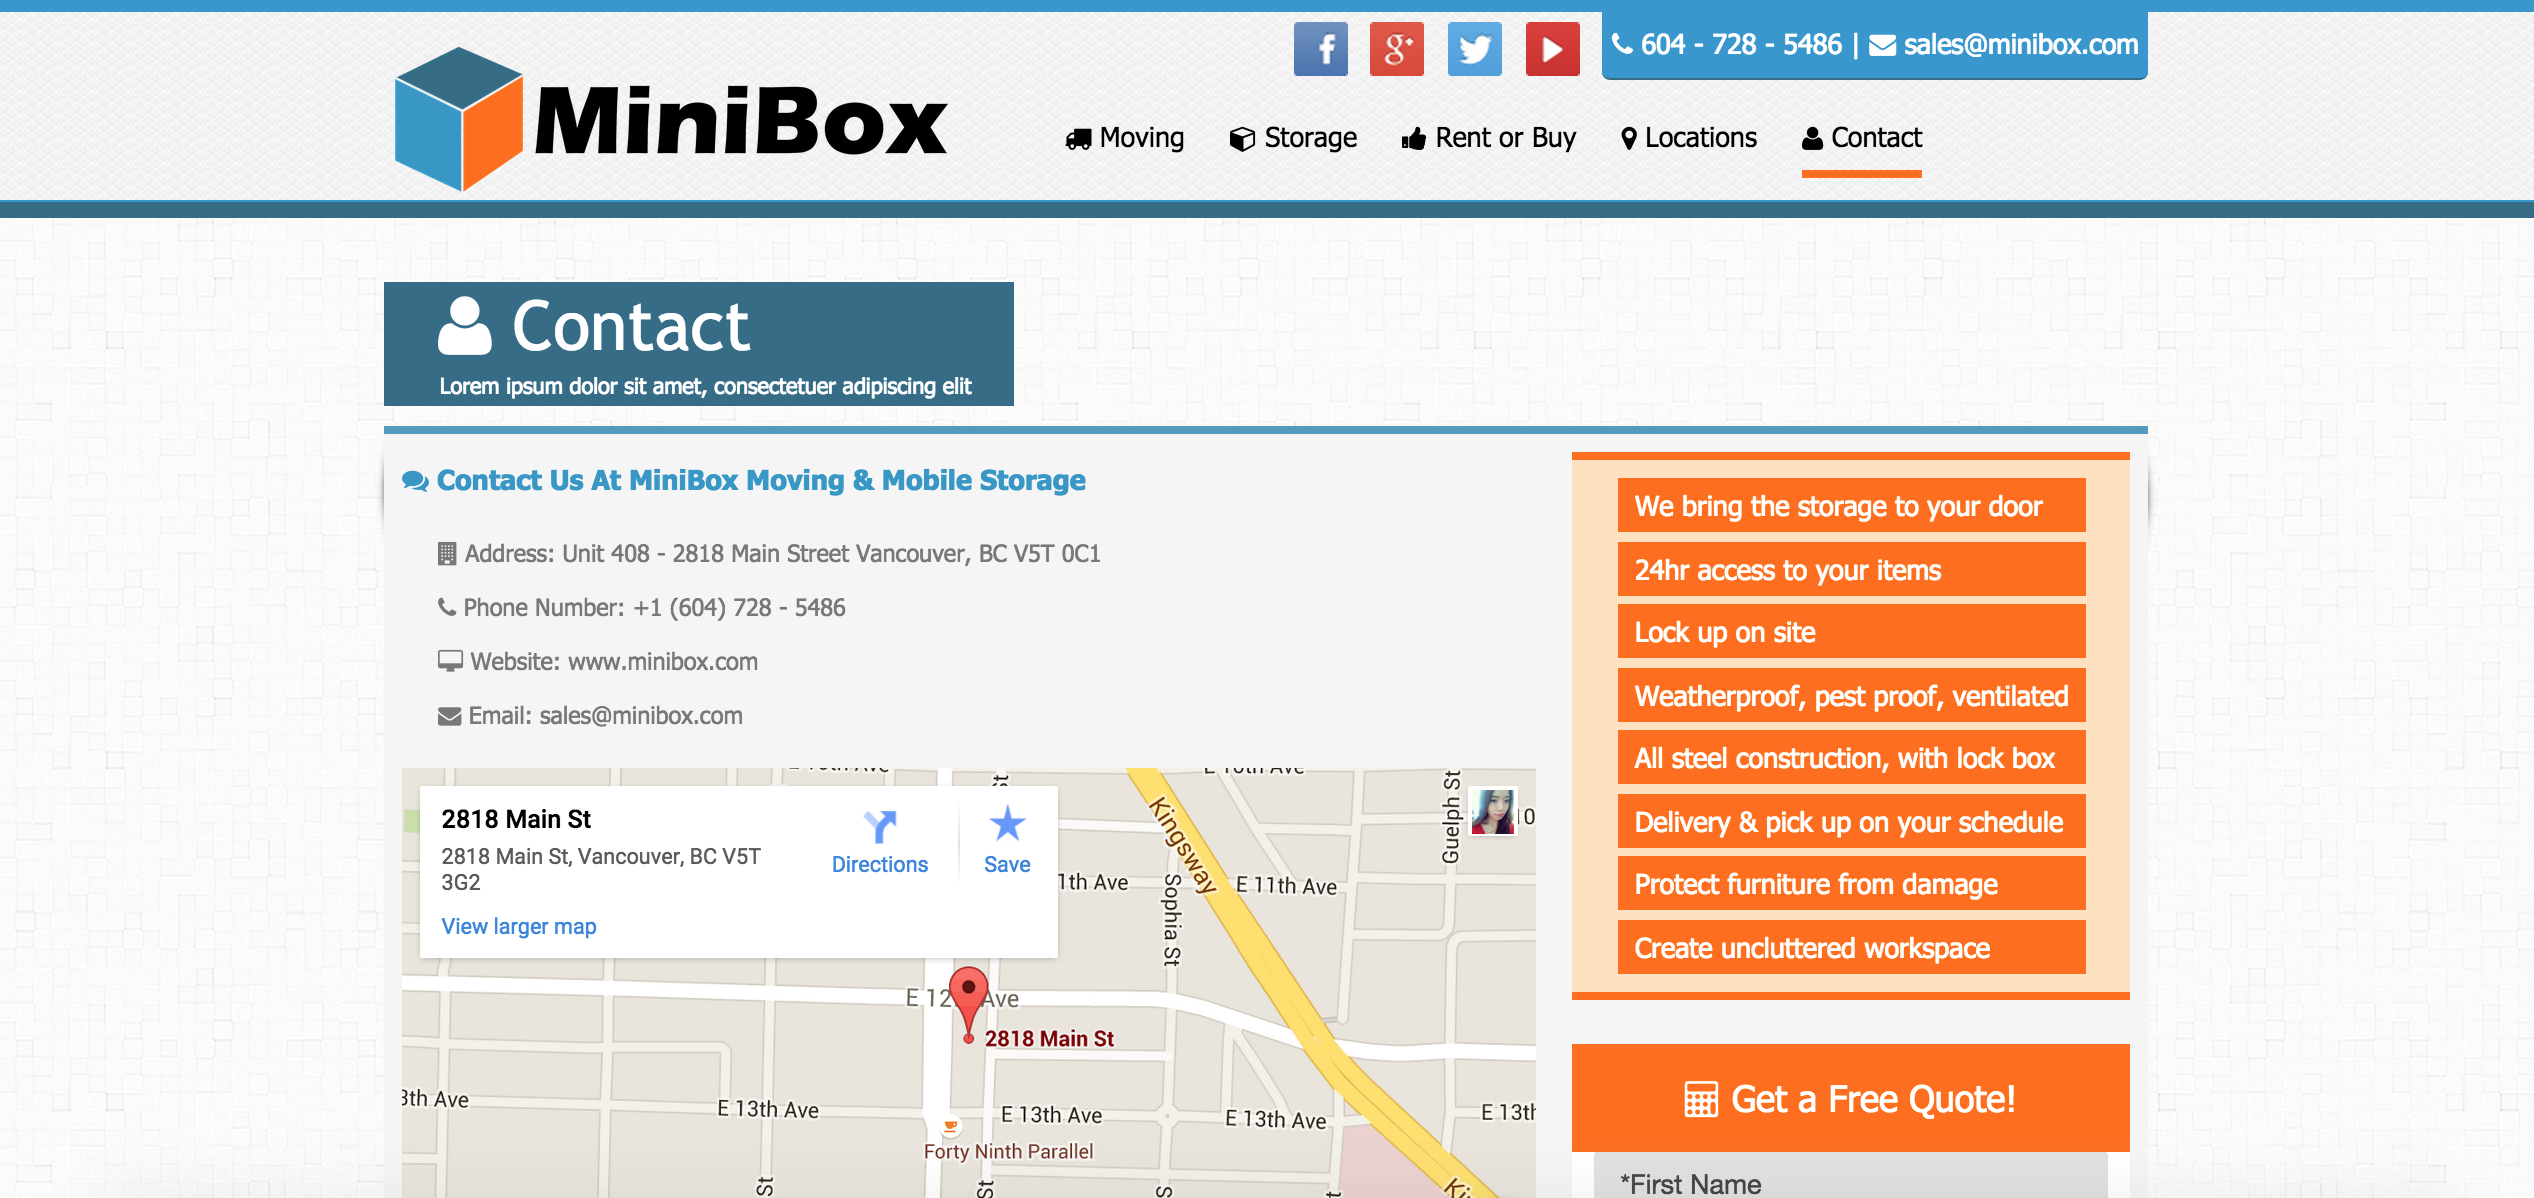 604 - 728 - 5486 | sales@minibox.com
MiniBox
Moving Storage Rent or Buy Locations Contact
Contact
Lorem ipsum dolor sit amet, consectetuer adipiscing elit
Contact Us At MiniBox Moving & Mobile Storage
Address: Unit 408 - 2818 Main Street Vancouver, BC V5T 0C1
Phone Number: +1 (604) 728 - 5486
Website: www.minibox.com
Email: sales@minibox.com
2818 Main St
2818 Main St, Vancouver, BC V5T
3G2
View larger map
Directions
Save
Kingsway
Guelph St
10
1th Ave
E 11th Ave
Sophia St
E 12th Ave
2818 Main St
8th Ave
E 13th Ave
E 13th Ave
E 13th Ave
E 13th
Forty Ninth Parallel
St
St
We bring the storage to your door
24hr access to your items
Lock up on site
Weatherproof, pest proof, ventilated
All steel construction, with lock box
Delivery & pick up on your schedule
Protect furniture from damage
Create uncluttered workspace
Get a Free Quote!
*First Name